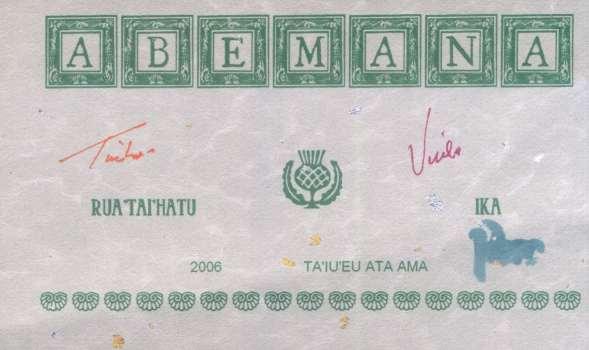 ABEMANA
RUA'TAI'HATU IKA
2006 TA'IU'EU ATA AMA